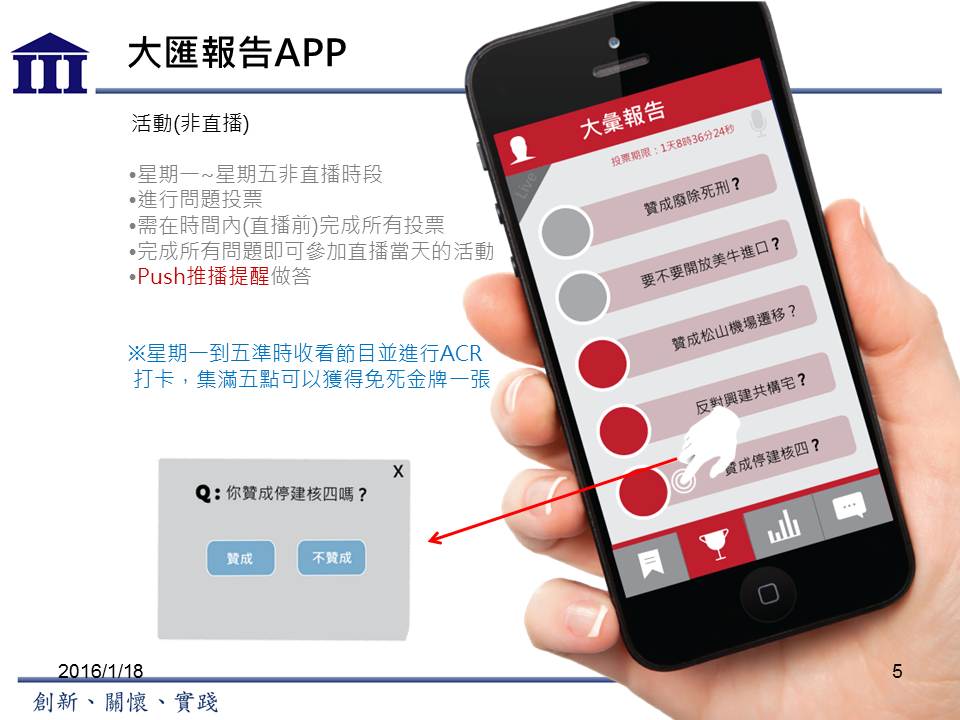 大匯報告APP
活動(非直播)
•星期一~星期五非直播時段
•進行問題投票
•需在時間內(直播前)完成所有投票
•完成所有問題即可參加直播當天的活動
•Push推播提醒做答
※星期一到五準時收看節目並進行ACR
打卡，集滿五點可以獲得免死金牌一張
大彙報告
投票期限：1天8時36分24秒
Live
贊成廢除死刑？
要不要開放美牛進口？
贊成松山機場遷移？
反對興建共構宅？
贊成停建核四？
X
Q：你贊成停建核四嗎？
贊成
不贊成
2016/1/18
5
創新、關懷、實踐